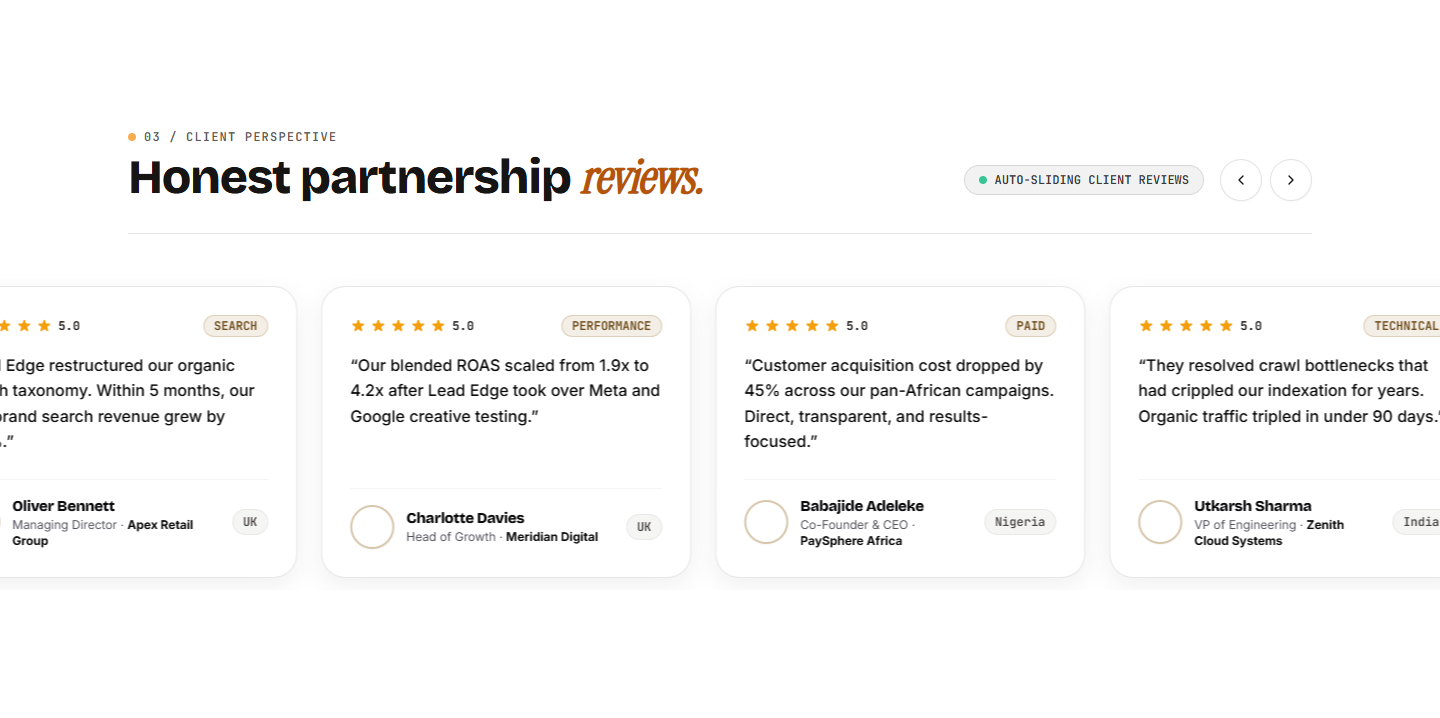 03 / CLIENT PERSPECTIVE
Honest partnership reviews.
AUTO-SLIDING CLIENT REVIEWS
5.0
SEARCH
Edge restructured our organic
taxonomy. Within 5 months, our
brand search revenue grew by
.”
Oliver Bennett
Managing Director · Apex Retail
Group
UK
5.0
PERFORMANCE
“Our blended ROAS scaled from 1.9x to
4.2x after Lead Edge took over Meta and
Google creative testing.”
Charlotte Davies
Head of Growth · Meridian Digital
UK
5.0
PAID
“Customer acquisition cost dropped by
45% across our pan-African campaigns.
Direct, transparent, and results-
focused.”
Babajide Adeleke
Co-Founder & CEO ·
PaySphere Africa
Nigeria
5.0
TECHNICAL
“They resolved crawl bottlenecks that
had crippled our indexation for years.
Organic traffic tripled in under 90 days.”
Utkarsh Sharma
VP of Engineering · Zenith
Cloud Systems
India